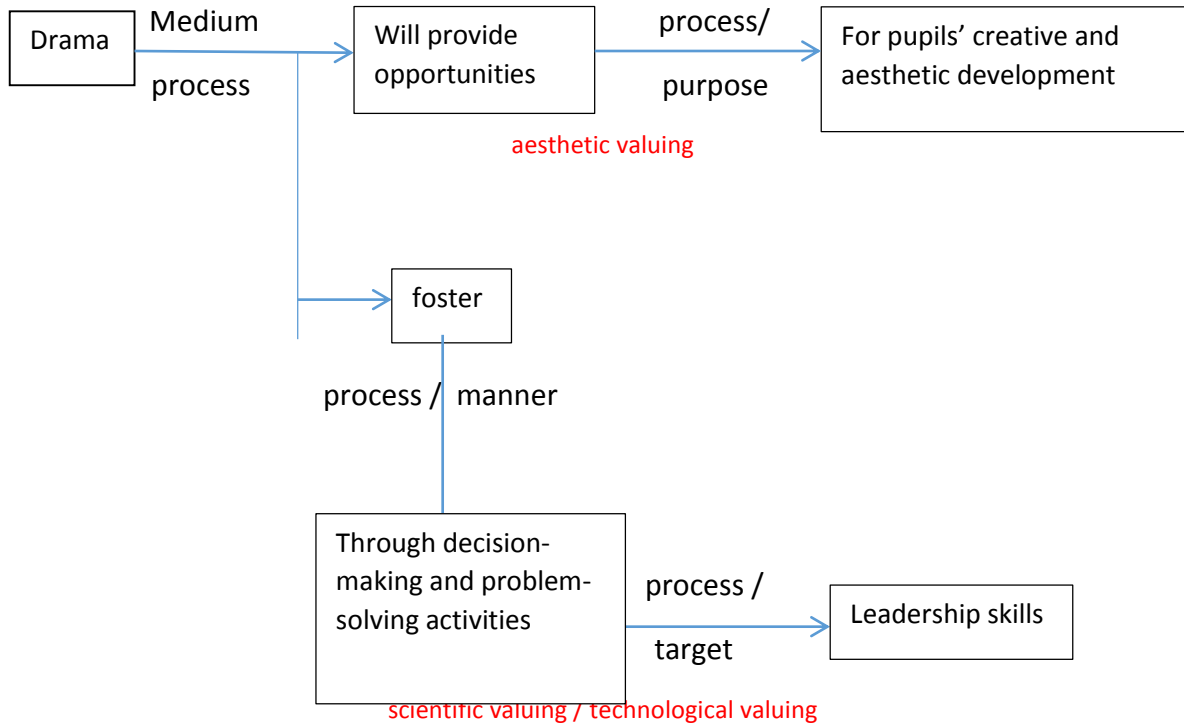 Drama
Medium
process
Will provide
opportunities
process/
purpose
For pupils’ creative and
aesthetic development
aesthetic valuing
foster
process / manner
Through decision-
making and problem-
solving activities
process /
target
Leadership skills
scientific valuing / technological valuing